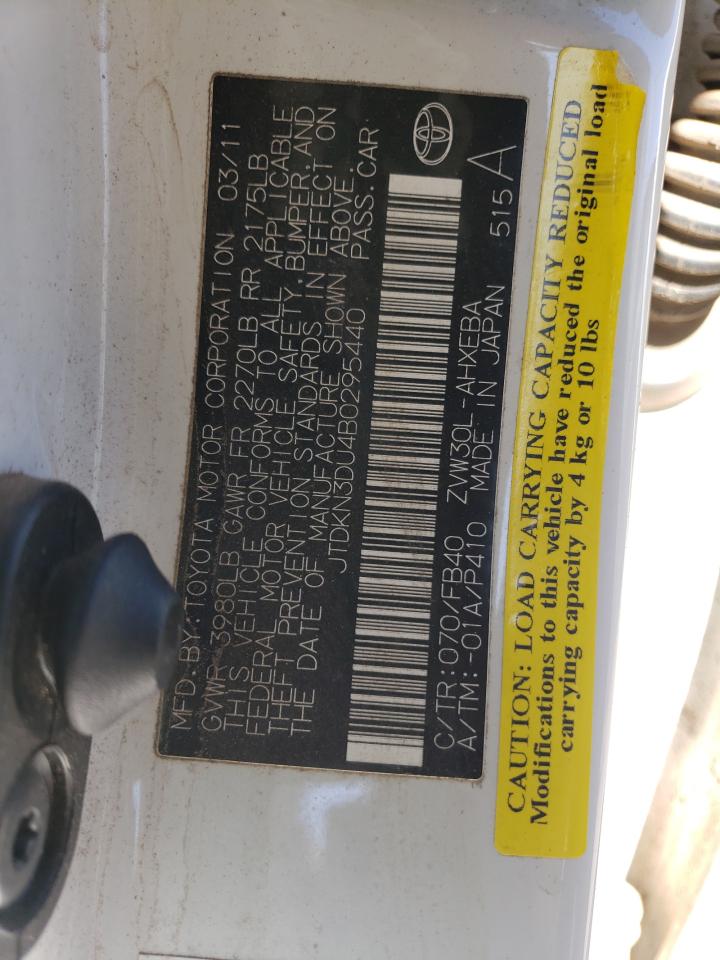 MFD. BY: TOYOTA MOTOR CORPORATION 03/11
GVWR 3980LB GAWR FR 2270LB RR 2175LB
THIS VEHICLE CONFORMS TO ALL APPLICABLE
FEDERAL MOTOR VEHICLE SAFETY, BUMPER, AND
THEFT PREVENTION STANDARDS IN EFFECT ON
THE DATE OF MANUFACTURE SHOWN ABOVE.
JTDKN3DU4B0295440 PASS. CAR
C/TR: 070/FB40 ZVW30L-AHXEBA
A/TM: -01A/P410 MADE IN JAPAN 515 A
CAUTION: LOAD CARRYING CAPACITY REDUCED
Modifications to this vehicle have reduced the original load
carrying capacity by 4 kg or 10 lbs